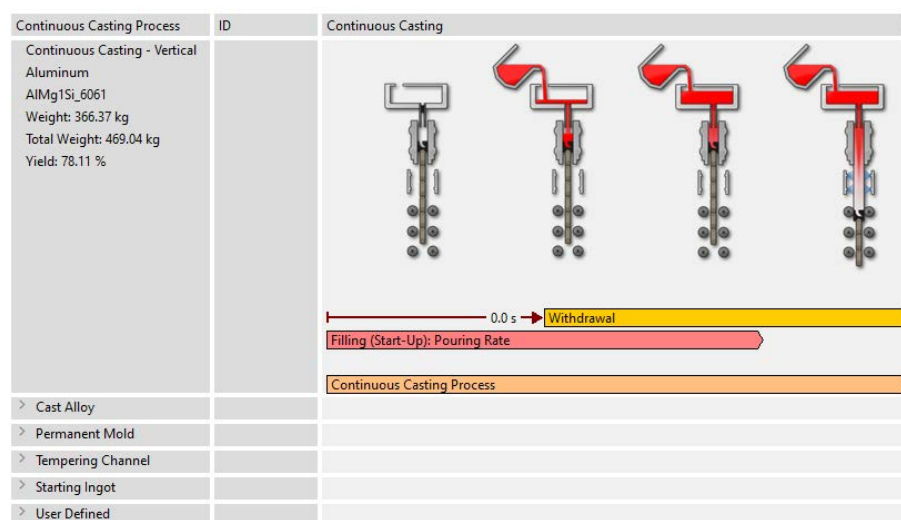 Continuous Casting Process ID Continuous Casting
Continuous Casting - Vertical
Aluminum
AlMg1Si_6061
Weight: 366.37 kg
Total Weight: 469.04 kg
Yield: 78.11 %
0.0 s Withdrawal
Filling (Start-Up): Pouring Rate
Continuous Casting Process
Cast Alloy
Permanent Mold
Tempering Channel
Starting Ingot
User Defined